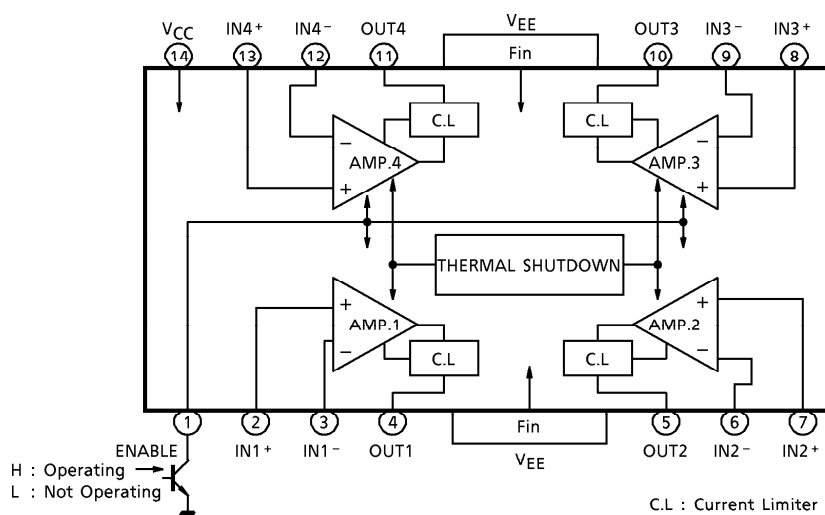 VCC IN4+ IN4- OUT4 VEE OUT3 IN3- IN3+
14 13 12 11 Fin 10 9 8
C.L C.L
- AMP.4 + - AMP.3 +
THERMAL SHUTDOWN
+ AMP.1 - + AMP.2 -
C.L C.L
1 2 3 4 Fin 5 6 7
ENABLE IN1+ IN1- OUT1 VEE OUT2 IN2- IN2+
H : Operating
L : Not Operating
C.L : Current Limiter